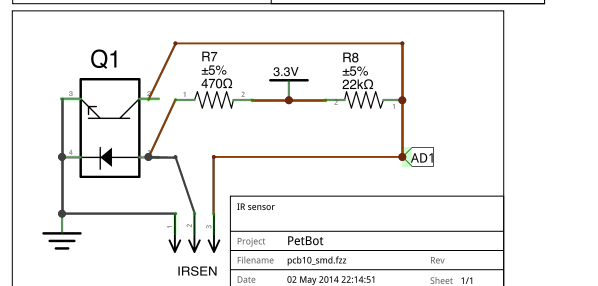 Q1
3
2
4
1
R7
±5%
470Ω
1
2
3.3V
R8
±5%
22kΩ
2
1
AD1
1
2
3
IRSEN
IR sensor
Project PetBot
Filename pcb10_smd.fzz Rev
Date 02 May 2014 22:14:51 Sheet 1/1